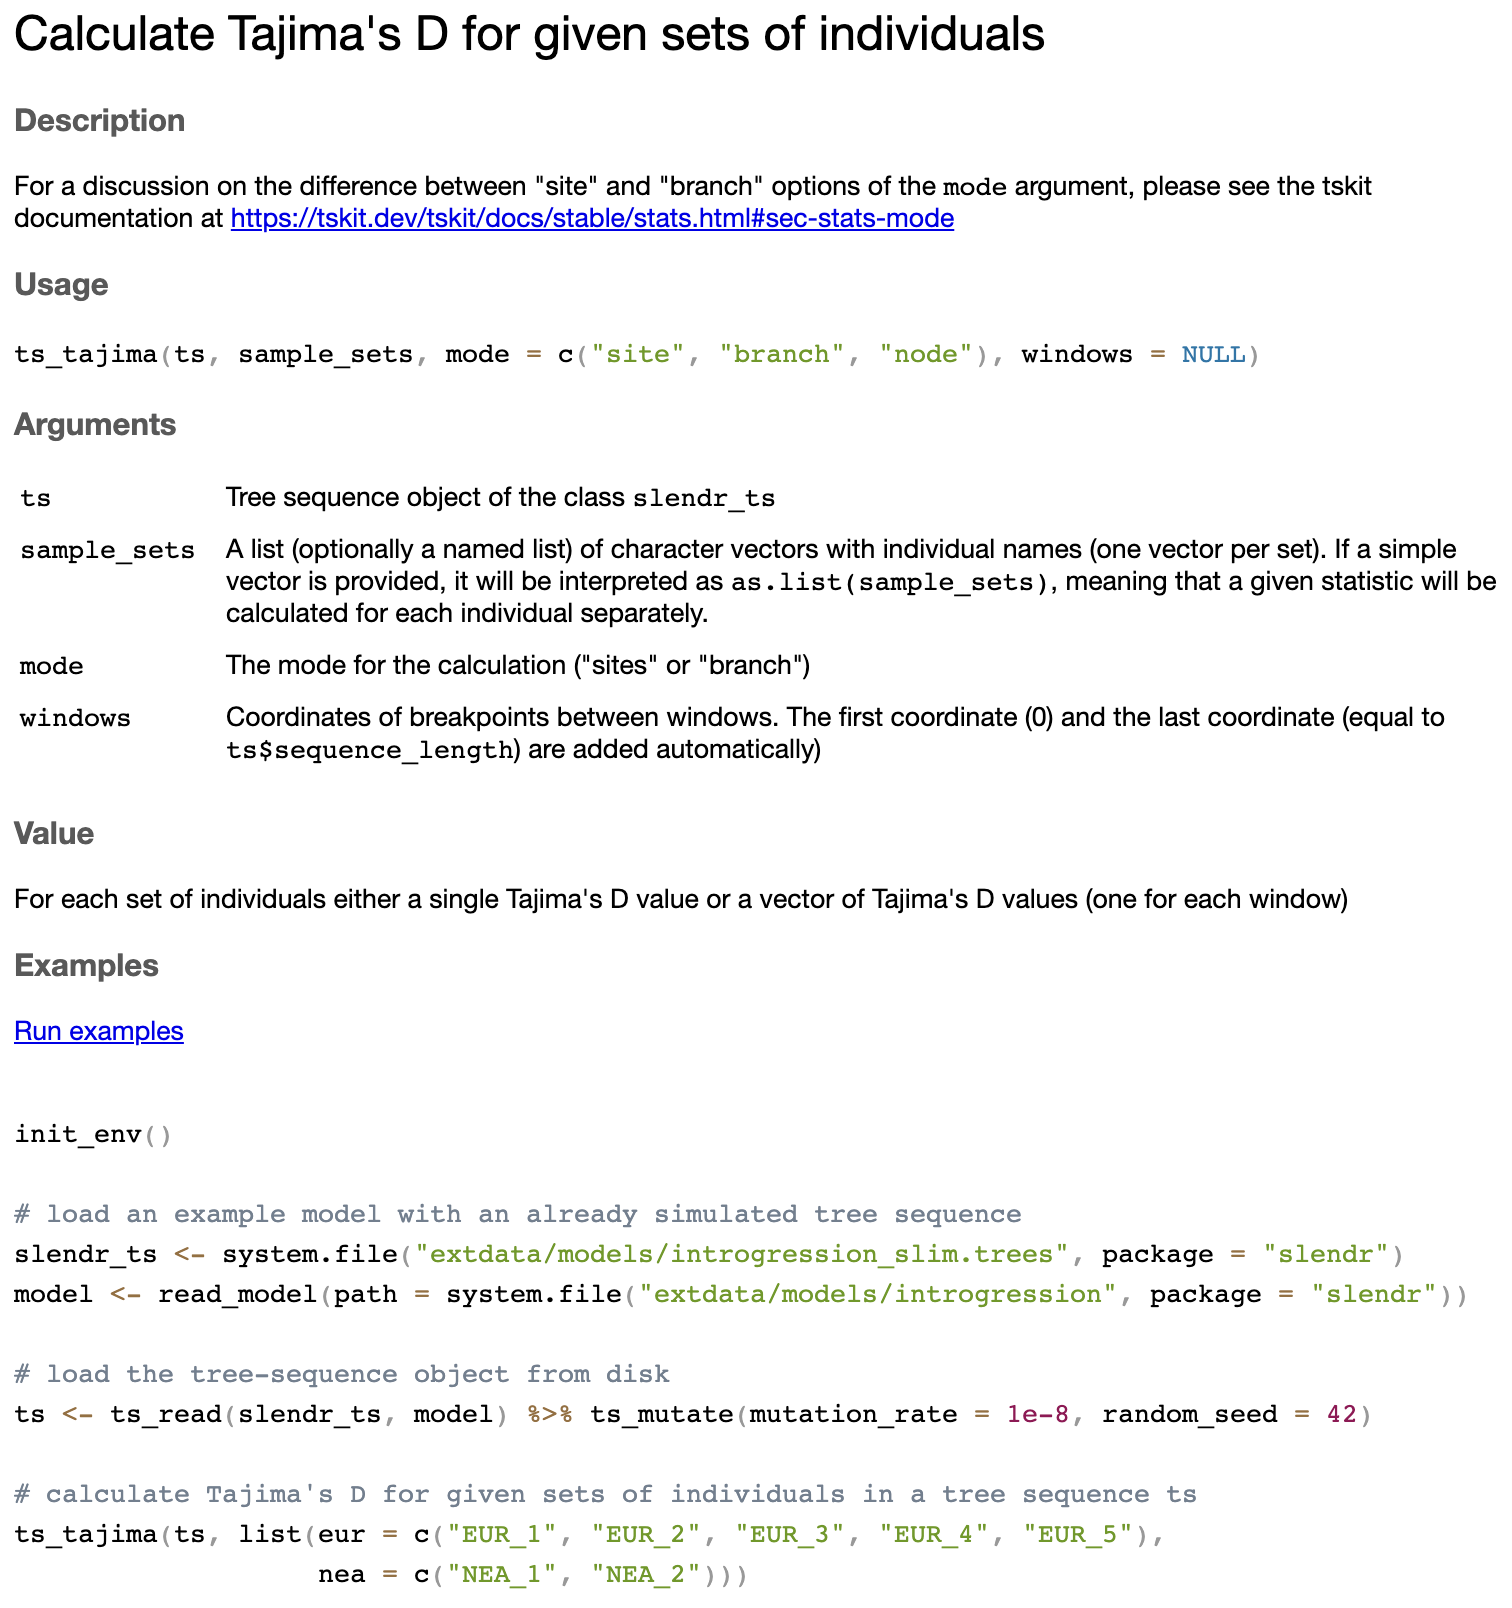 Calculate Tajima's D for given sets of individuals
Description
For a discussion on the difference between "site" and "branch" options of the mode argument, please see the tskit
documentation at https://tskit.dev/tskit/docs/stable/stats.html#sec-stats-mode
Usage
ts_tajima(ts, sample_sets, mode = c("site", "branch", "node"), windows = NULL)
Arguments
ts Tree sequence object of the class slendr_ts
sample_sets A list (optionally a named list) of character vectors with individual names (one vector per set). If a simple
vector is provided, it will be interpreted as as.list(sample_sets), meaning that a given statistic will be
calculated for each individual separately.
mode The mode for the calculation ("sites" or "branch")
windows Coordinates of breakpoints between windows. The first coordinate (0) and the last coordinate (equal to
ts$sequence_length) are added automatically)
Value
For each set of individuals either a single Tajima's D value or a vector of Tajima's D values (one for each window)
Examples
Run examples
init_env()
# load an example model with an already simulated tree sequence
slendr_ts <- system.file("extdata/models/introgression_slim.trees", package = "slendr")
model <- read_model(path = system.file("extdata/models/introgression", package = "slendr"))
# load the tree-sequence object from disk
ts <- ts_read(slendr_ts, model) %>% ts_mutate(mutation_rate = 1e-8, random_seed = 42)
# calculate Tajima's D for given sets of individuals in a tree sequence ts
ts_tajima(ts, list(eur = c("EUR_1", "EUR_2", "EUR_3", "EUR_4", "EUR_5"),
nea = c("NEA_1", "NEA_2")))